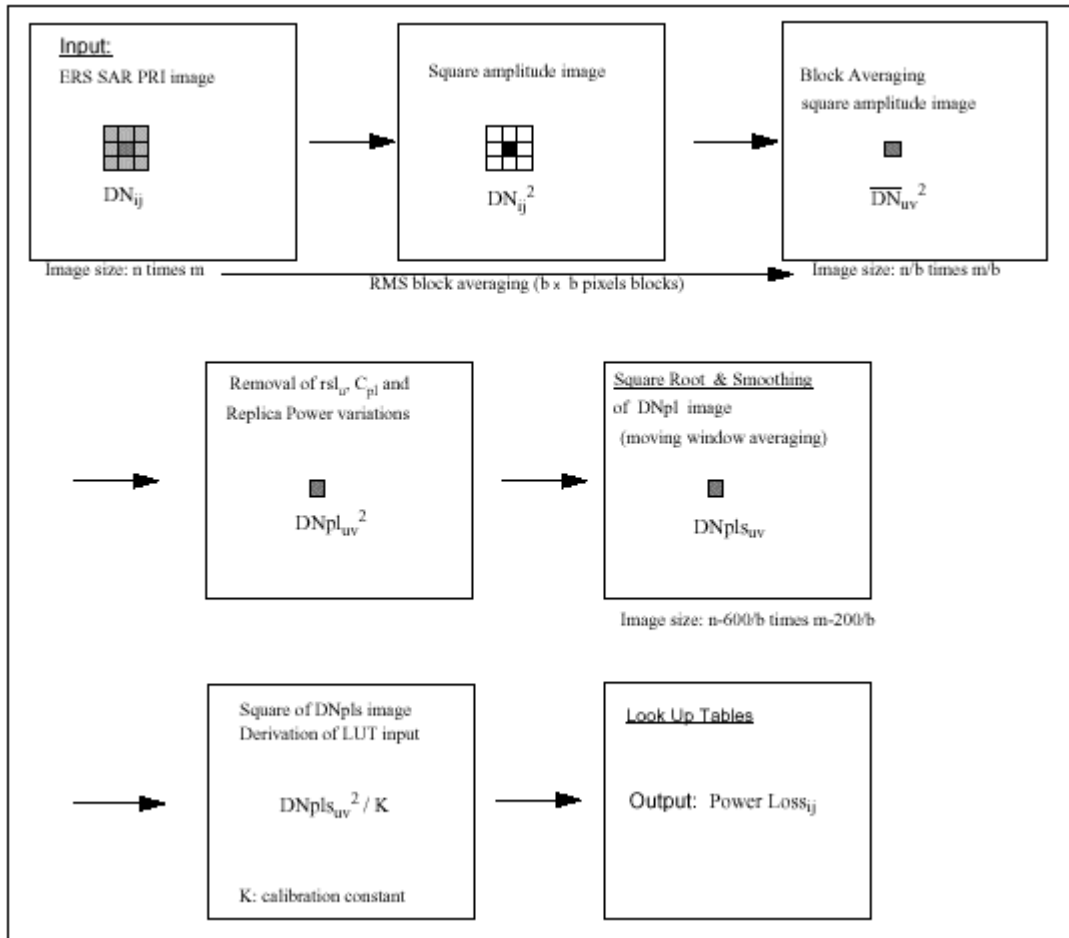 Input:
ERS SAR PRI image
DNij
Image size: n times m
Square amplitude image
DNij²
RMS block averaging (b x b pixels blocks)
Block Averaging
square amplitude image
DNuv²
Image size: n/b times m/b
Removal of rslu, Cpl and
Replica Power variations
DNpluv²
Square Root & Smoothing
of DNpl image
(moving window averaging)
DNplsuv
Image size: n-600/b times m-200/b
Square of DNpls image
Derivation of LUT input
DNplsuv² / K
K: calibration constant
Look Up Tables
Output: Power Lossij